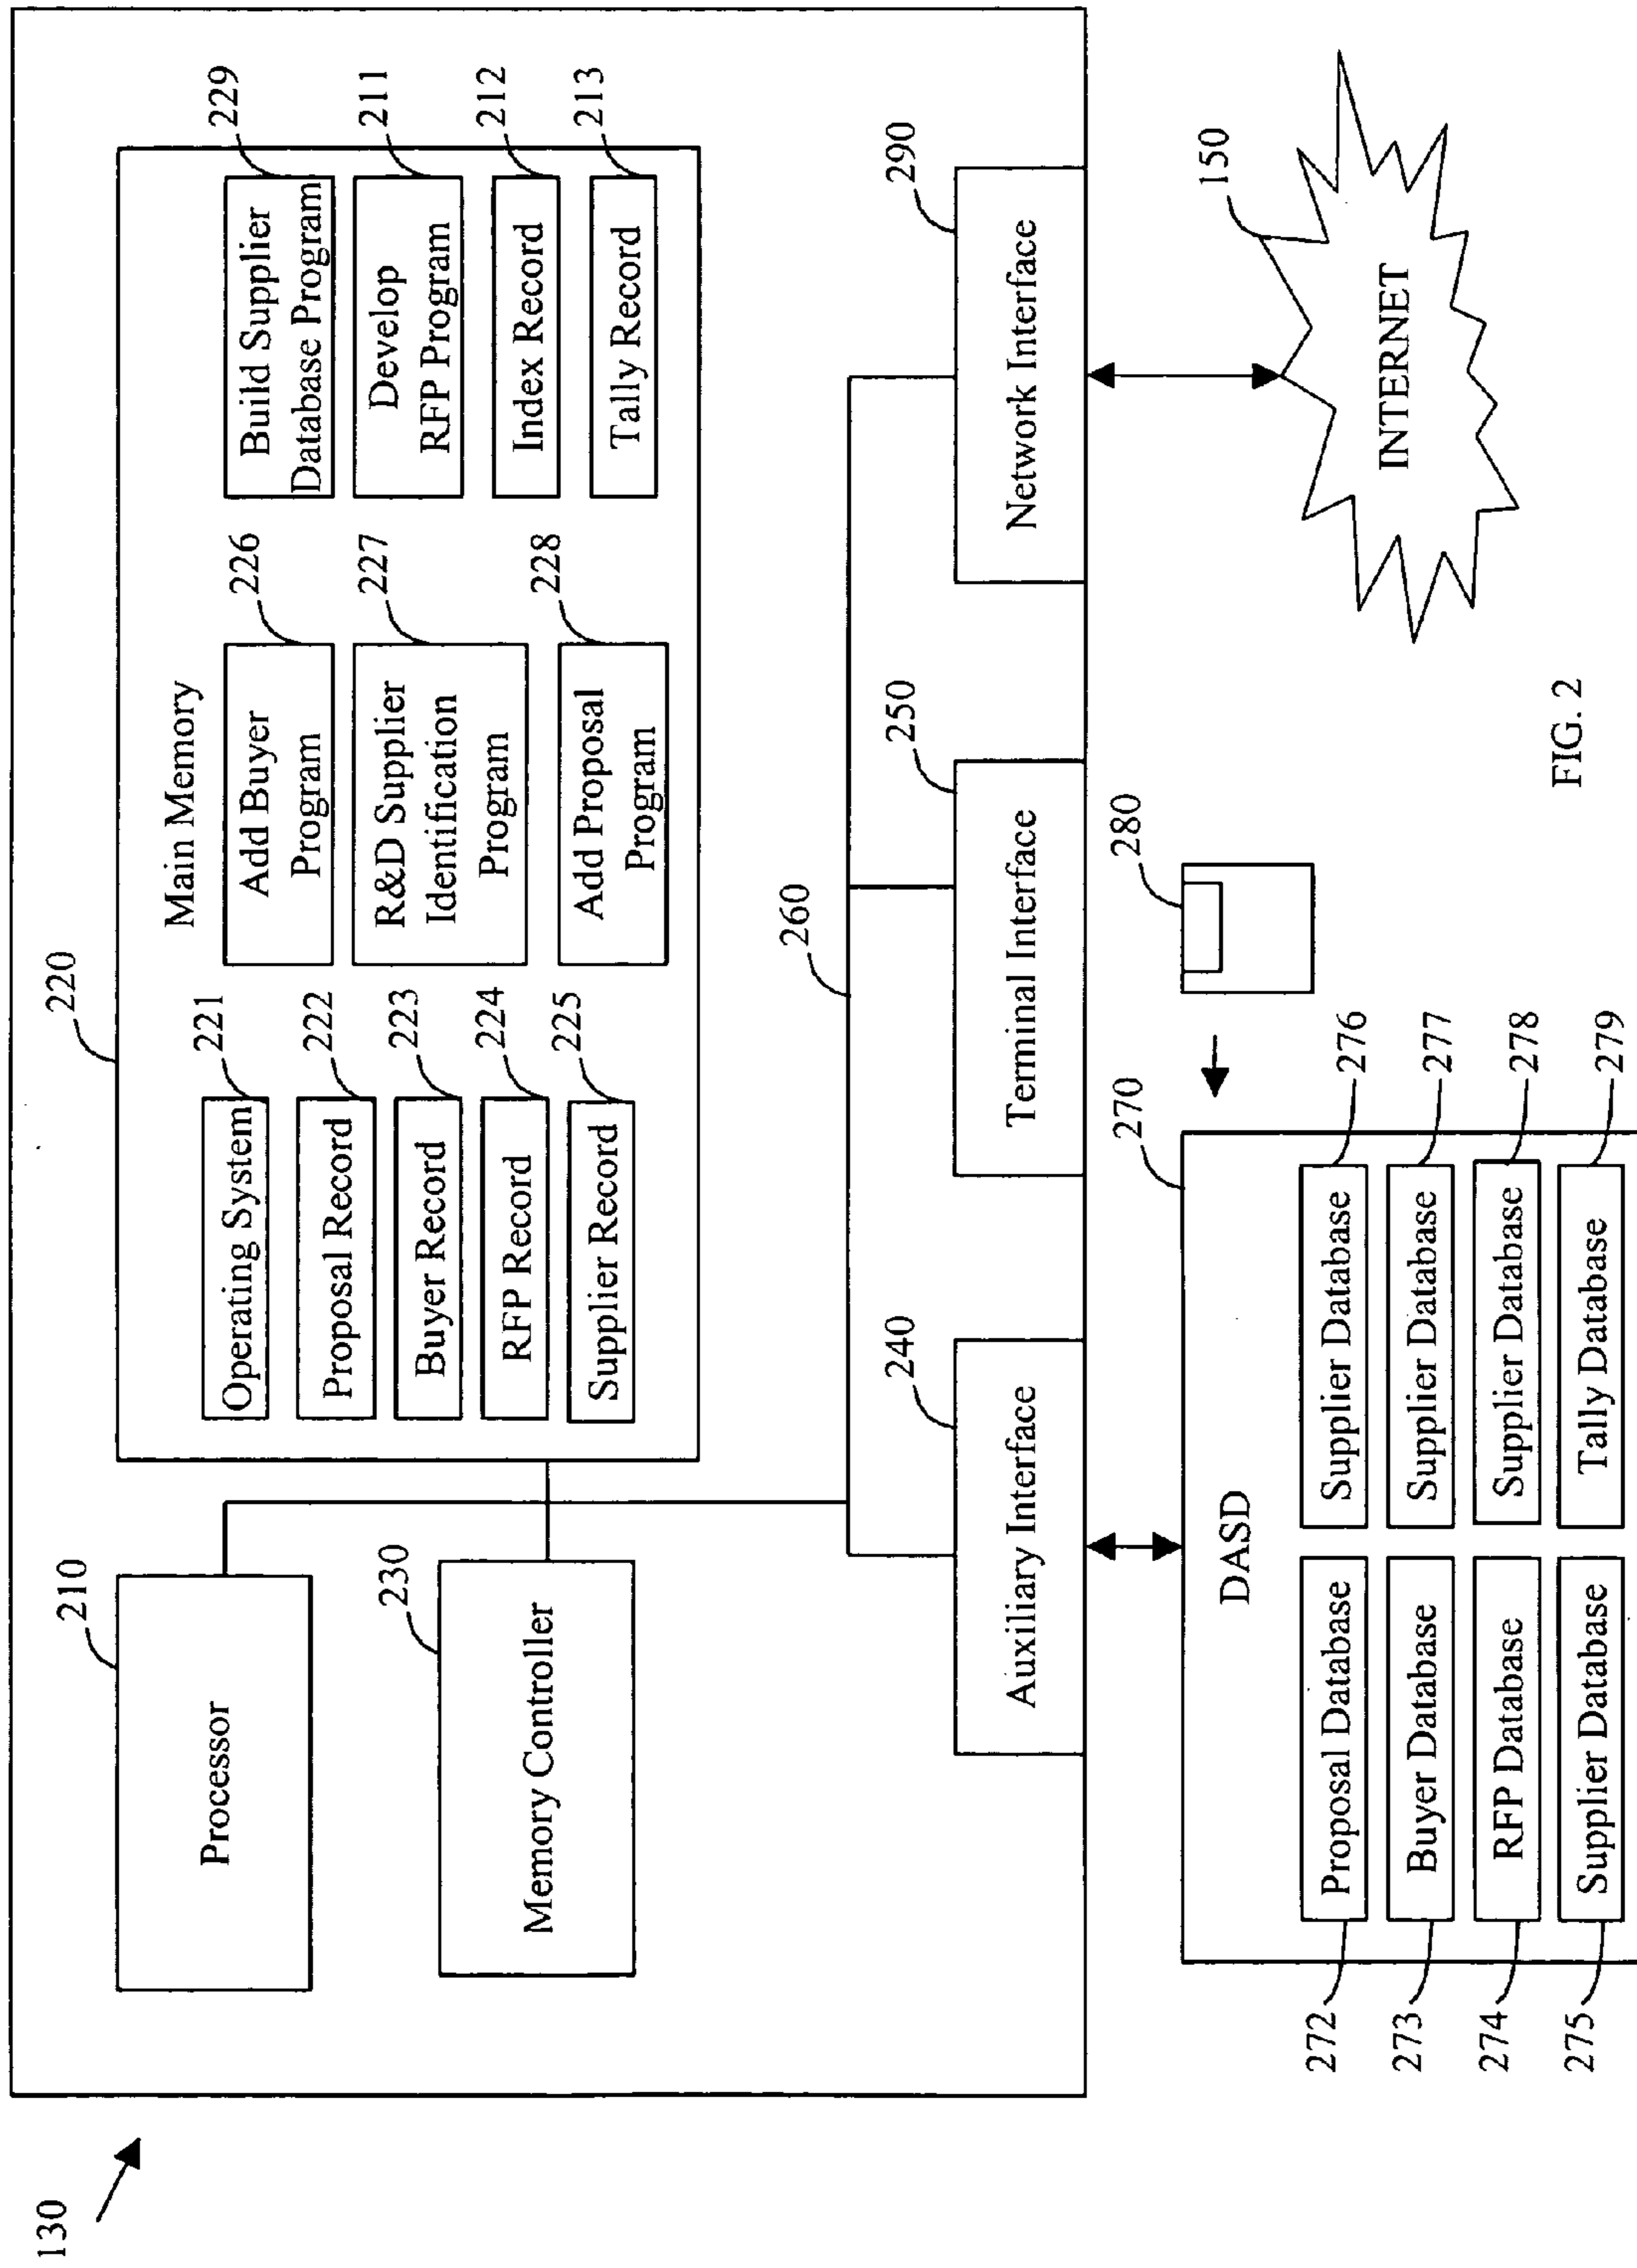 130
210
Processor
230
Memory Controller
220
Main Memory
221
Operating System
222
Proposal Record
223
Buyer Record
224
RFP Record
225
Supplier Record
226
Add Buyer
Program
227
R&D Supplier
Identification
Program
228
Add Proposal
Program
229
Build Supplier
Database Program
211
Develop
RFP Program
212
Index Record
213
Tally Record
260
240
Auxiliary Interface
250
Terminal Interface
290
Network Interface
270
DASD
272
Proposal Database
273
Buyer Database
274
RFP Database
275
Supplier Database
276
Supplier Database
277
Supplier Database
278
Supplier Database
279
Tally Database
280
150
INTERNET
FIG. 2